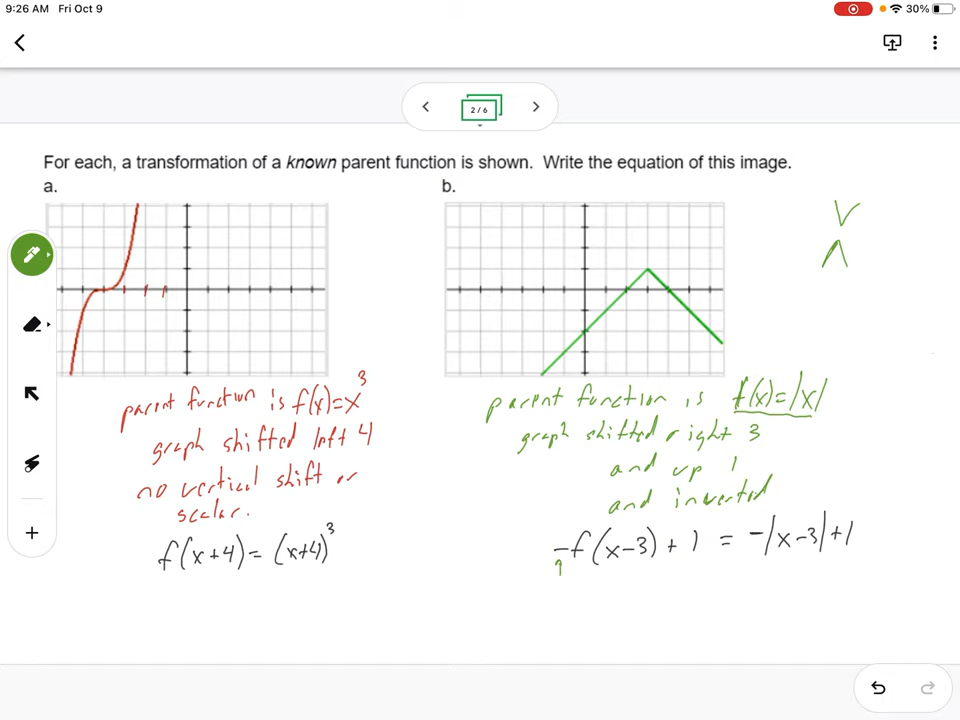 9:26 AM Fri Oct 9
30%
2 / 6
For each, a transformation of a known parent function is shown. Write the equation of this image.
a.
b.
parent function is f(x)=x³
graph shifted left 4
no vertical shift or
scalar.
f(x+4) = (x+4)³
parent function is f(x)=|x|
graph shifted right 3
and up 1
and inverted
-f(x-3) + 1 = -|x-3|+1